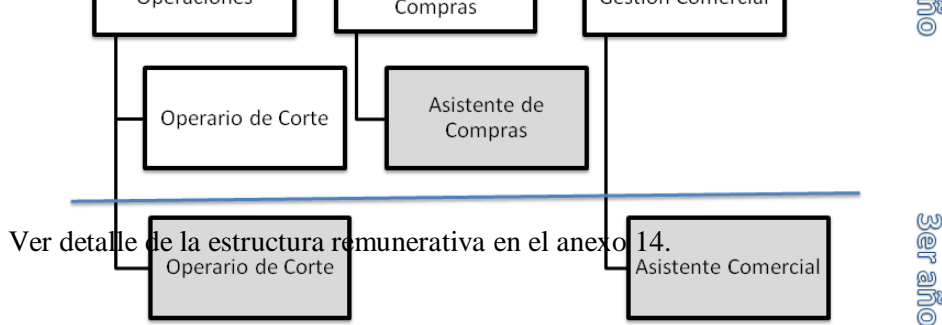 Operaciones
Compras
Gestión Comercial
ño
Operario de Corte
Asistente de
Compras
Ver detalle de la estructura remunerativa en el anexo 14.
Operario de Corte
Asistente Comercial
3er año